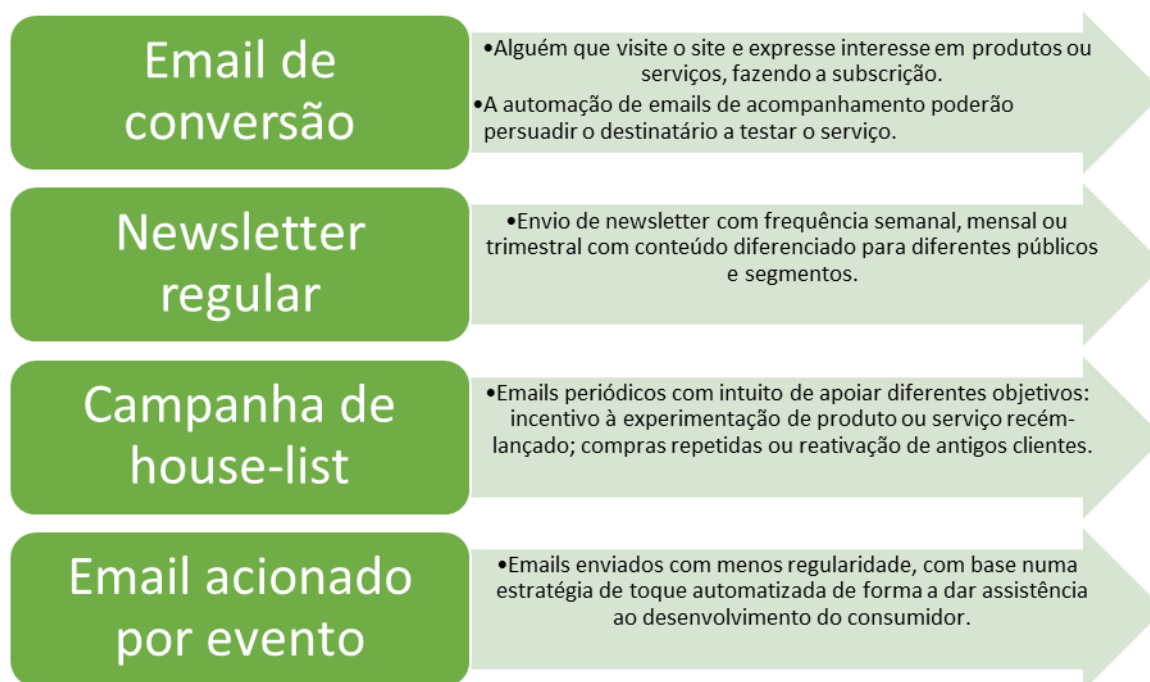 Email de
conversão
•Alguém que visite o site e expresse interesse em produtos ou
serviços, fazendo a subscrição.
•A automação de emails de acompanhamento poderão
persuadir o destinatário a testar o serviço.
Newsletter
regular
•Envio de newsletter com frequência semanal, mensal ou
trimestral com conteúdo diferenciado para diferentes públicos
e segmentos.
Campanha de
house-list
•Emails periódicos com intuito de apoiar diferentes objetivos:
incentivo à experimentação de produto ou serviço recém-
lançado; compras repetidas ou reativação de antigos clientes.
Email acionado
por evento
•Emails enviados com menos regularidade, com base numa
estratégia de toque automatizada de forma a dar assistência
ao desenvolvimento do consumidor.